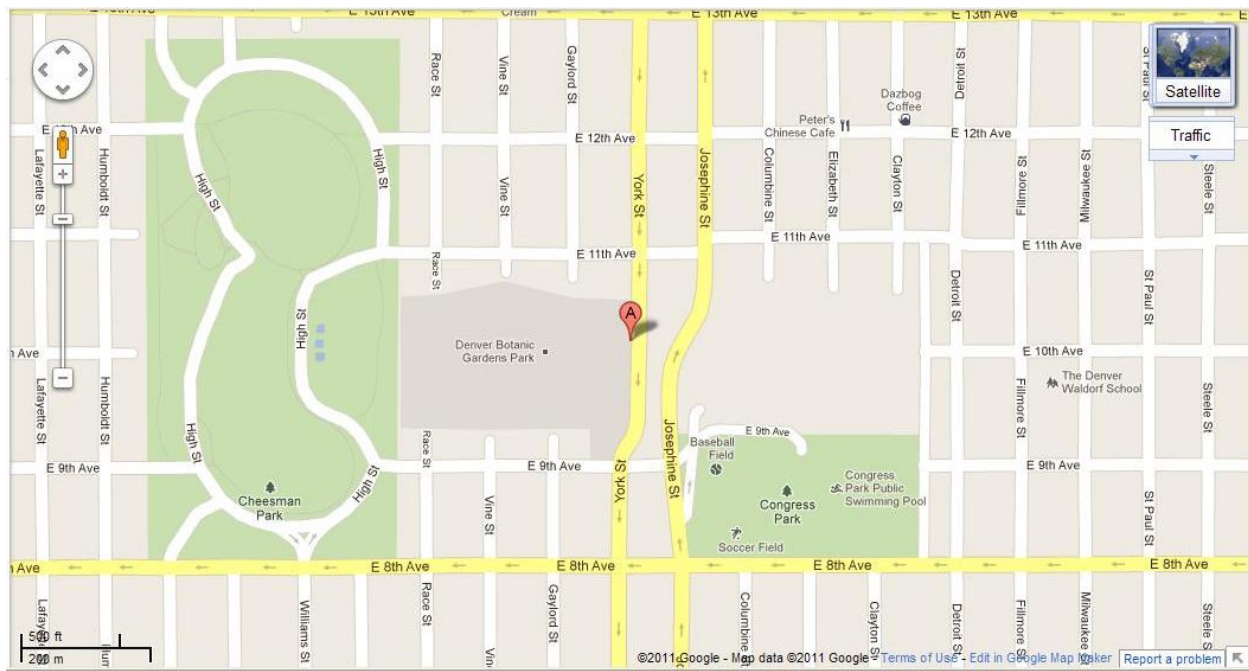 E 13th Ave
Cream
E 13th Ave
E 13th Ave
E 13th Ave
Race St
Vine St
Gaylord St
Detroit St
St Paul St
Satellite
Dazbog
Coffee
Peter's
Chinese Cafe
E 12th Ave
E 12th Ave
E 12th Ave
Traffic
Lafayette St
Humboldt St
High St
High St
Race St
Vine St
York St
Josephine St
Columbine St
Elizabeth St
Clayton St
Fillmore St
Milwaukee St
Steele St
E 11th Ave
E 11th Ave
E 11th Ave
Race St
Detroit St
St Paul St
A
High St
Denver Botanic
Gardens Park
Ave
E 10th Ave
The Denver
Waldorf School
Lafayette St
Humboldt St
Fillmore St
Milwaukee St
Steele St
High St
High St
Race St
Josephine St
E 9th Ave
Baseball
Field
E 9th Ave
E 9th Ave
E 9th Ave
York St
Congress
Park Public
Swimming Pool
Cheesman
Park
Congress
Park
Vine St
St Paul St
Soccer Field
Ave
E 8th Ave
E 8th Ave
E 8th Ave
E 8th Ave
Williams St
Race St
Gaylord St
Columbine
Clayton St
Detroit St
Fillmore St
Milwaukee St
Steele St
500 ft
200 m
©2011 Google - Map data ©2011 Google - Terms of Use - Edit in Google Map Maker
Report a problem